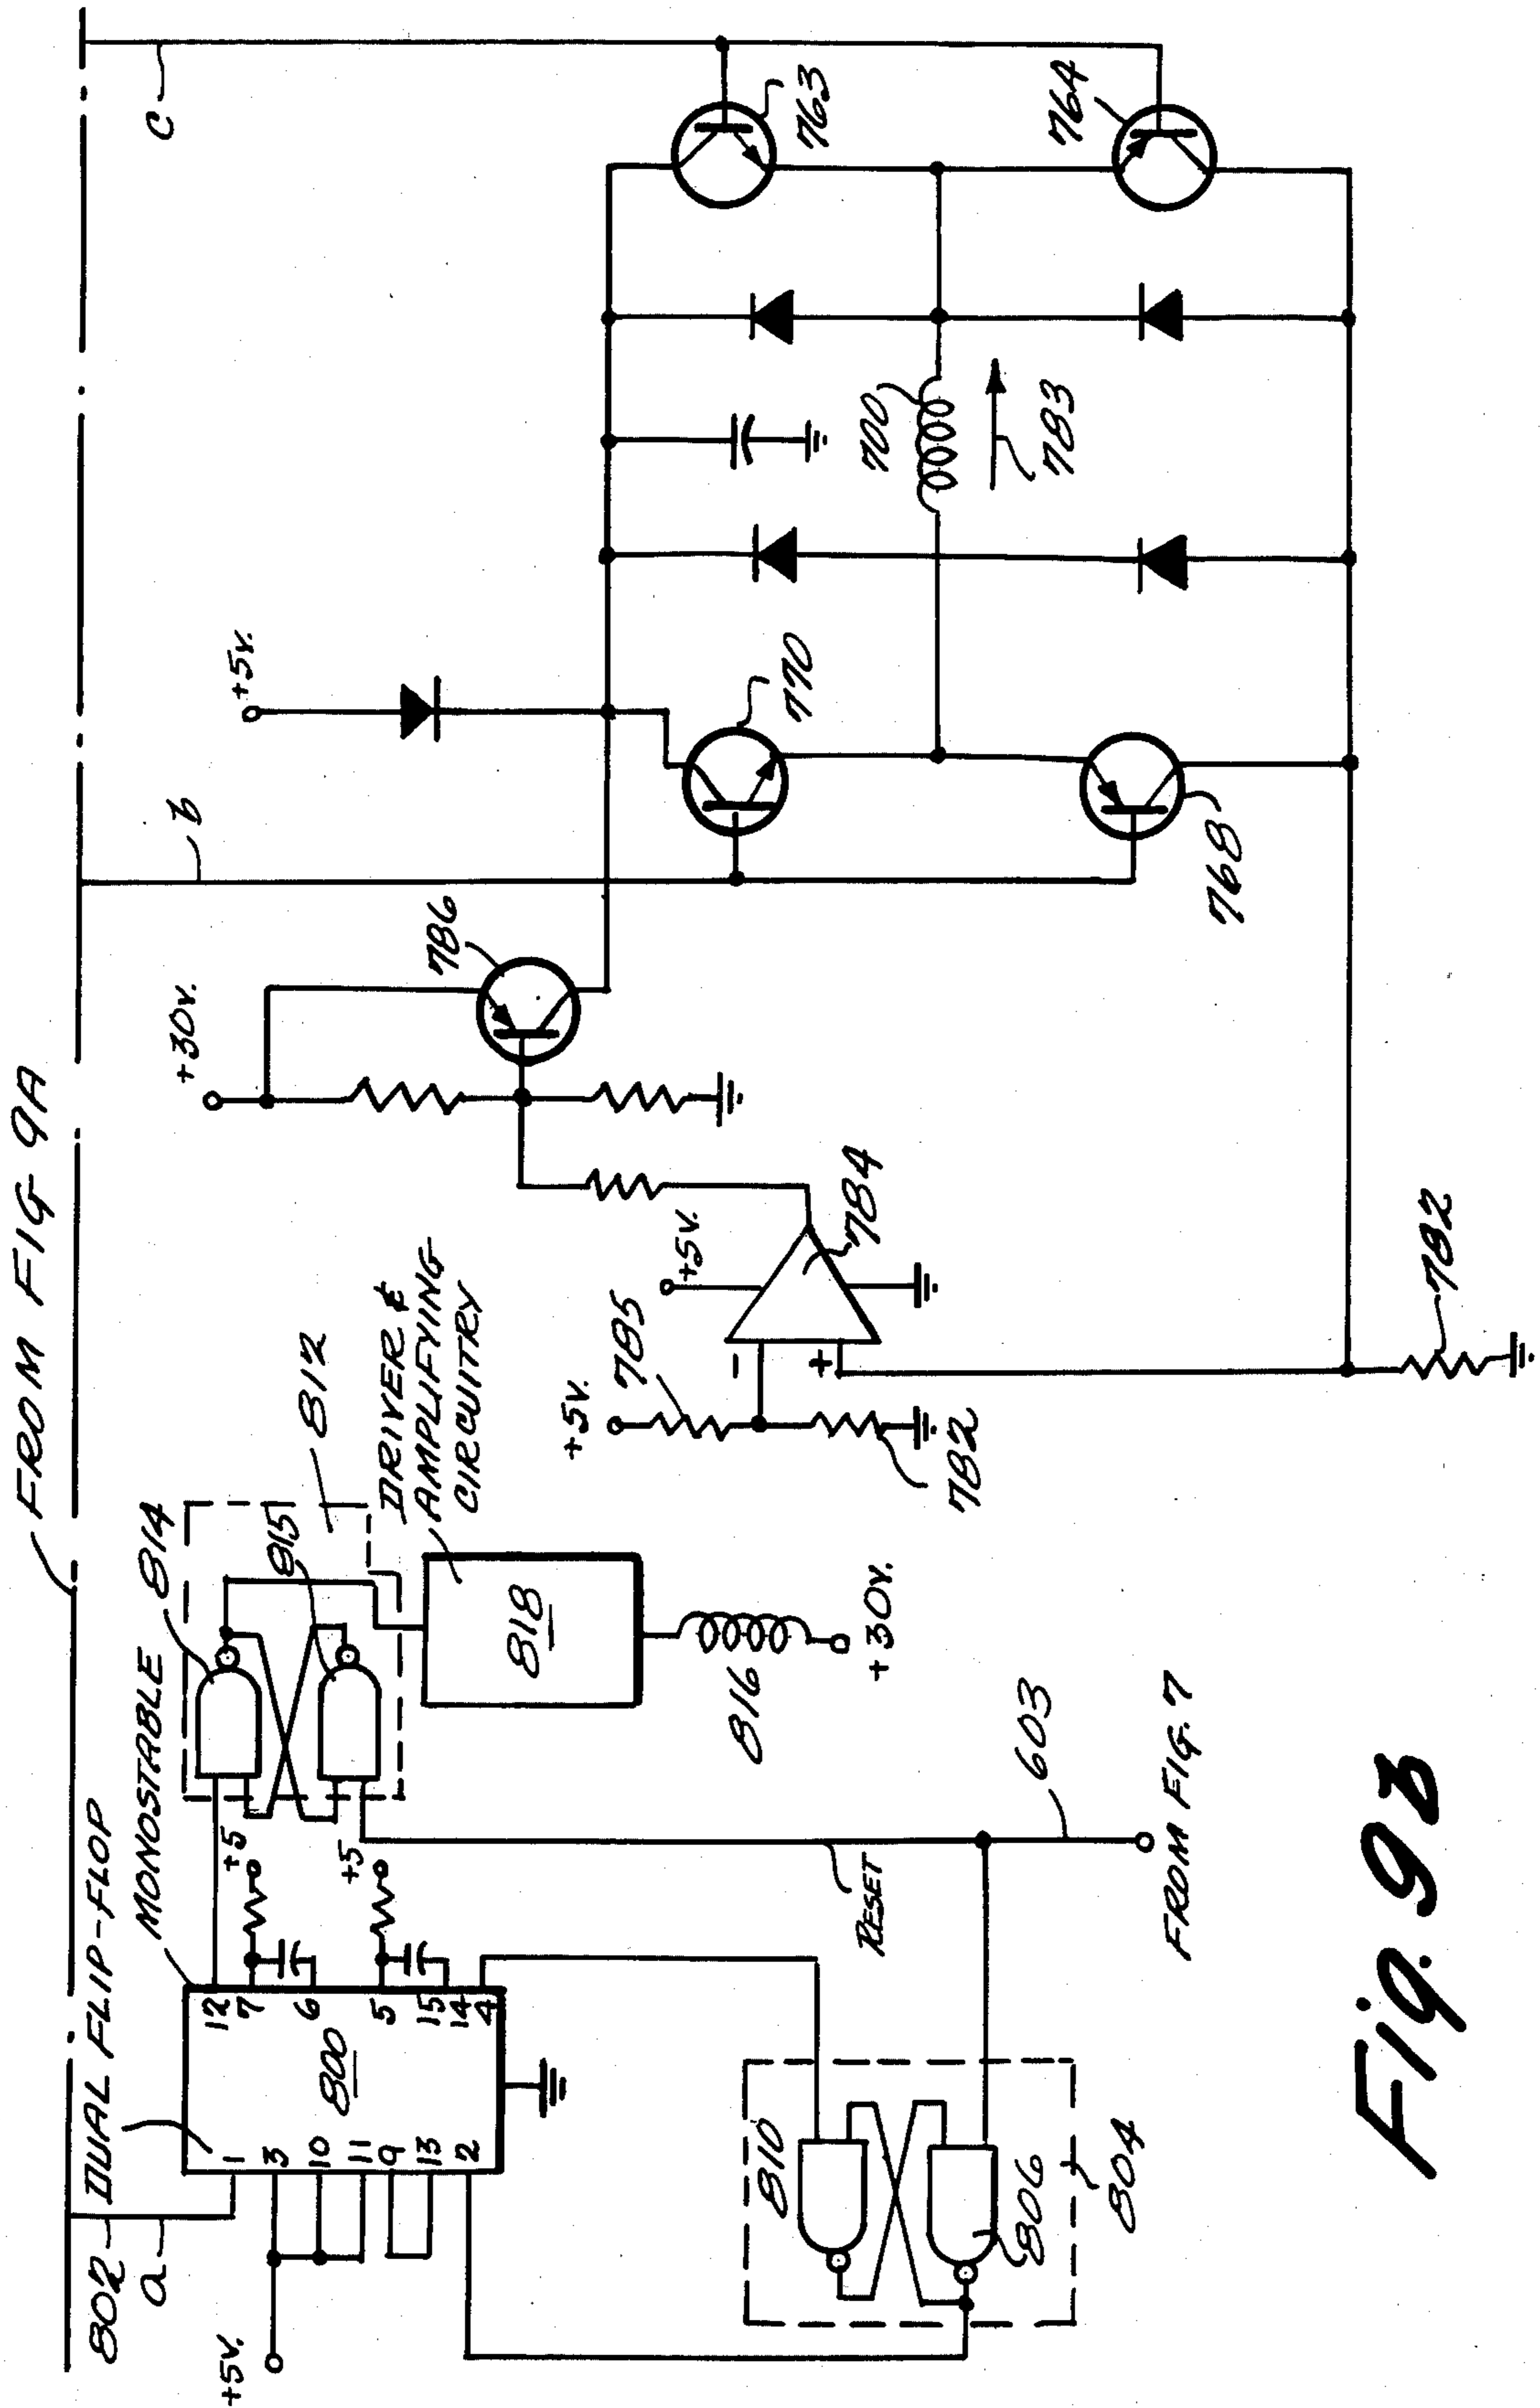 FROM FIG 9A
802
a
DUAL FLIP-FLOP
MONOSTABLE
814
815
812
DRIVER &
AMPLIFYING
CIRCUITRY
+5V.
1
3
10
11
9
13
2
800
12
7
6
5
15
14
4
+5
+5
818
816
+30V.
RESET
603
FROM FIG. 7
810
806
804
+30V.
786
b
+5V.
c
763
764
770
768
700
783
+5V.
785
782
-
+
+5V.
784
782
Fig. 9B